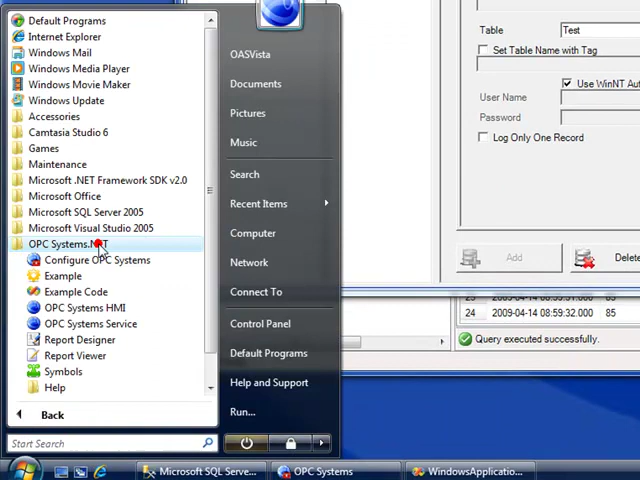 Default Programs
Internet Explorer
Windows Mail
Windows Media Player
Windows Movie Maker
Windows Update
Accessories
Camtasia Studio 6
Games
Maintenance
Microsoft .NET Framework SDK v2.0
Microsoft Office
Microsoft SQL Server 2005
Microsoft Visual Studio 2005
OPC Systems.NET
Configure OPC Systems
Example
Example Code
OPC Systems HMI
OPC Systems Service
Report Designer
Report Viewer
Symbols
Help
Back
Start Search
OASVista
Documents
Pictures
Music
Search
Recent Items
Computer
Network
Connect To
Control Panel
Default Programs
Help and Support
Run...
Table
Test
Set Table Name with Tag
Use WinNT Aut
User Name
Password
Log Only One Record
Add
Delete
24 2009-04-14 08:59:32.000 85
Query executed successfully.
Microsoft SQL Serve...
OPC Systems
WindowsApplicatio...